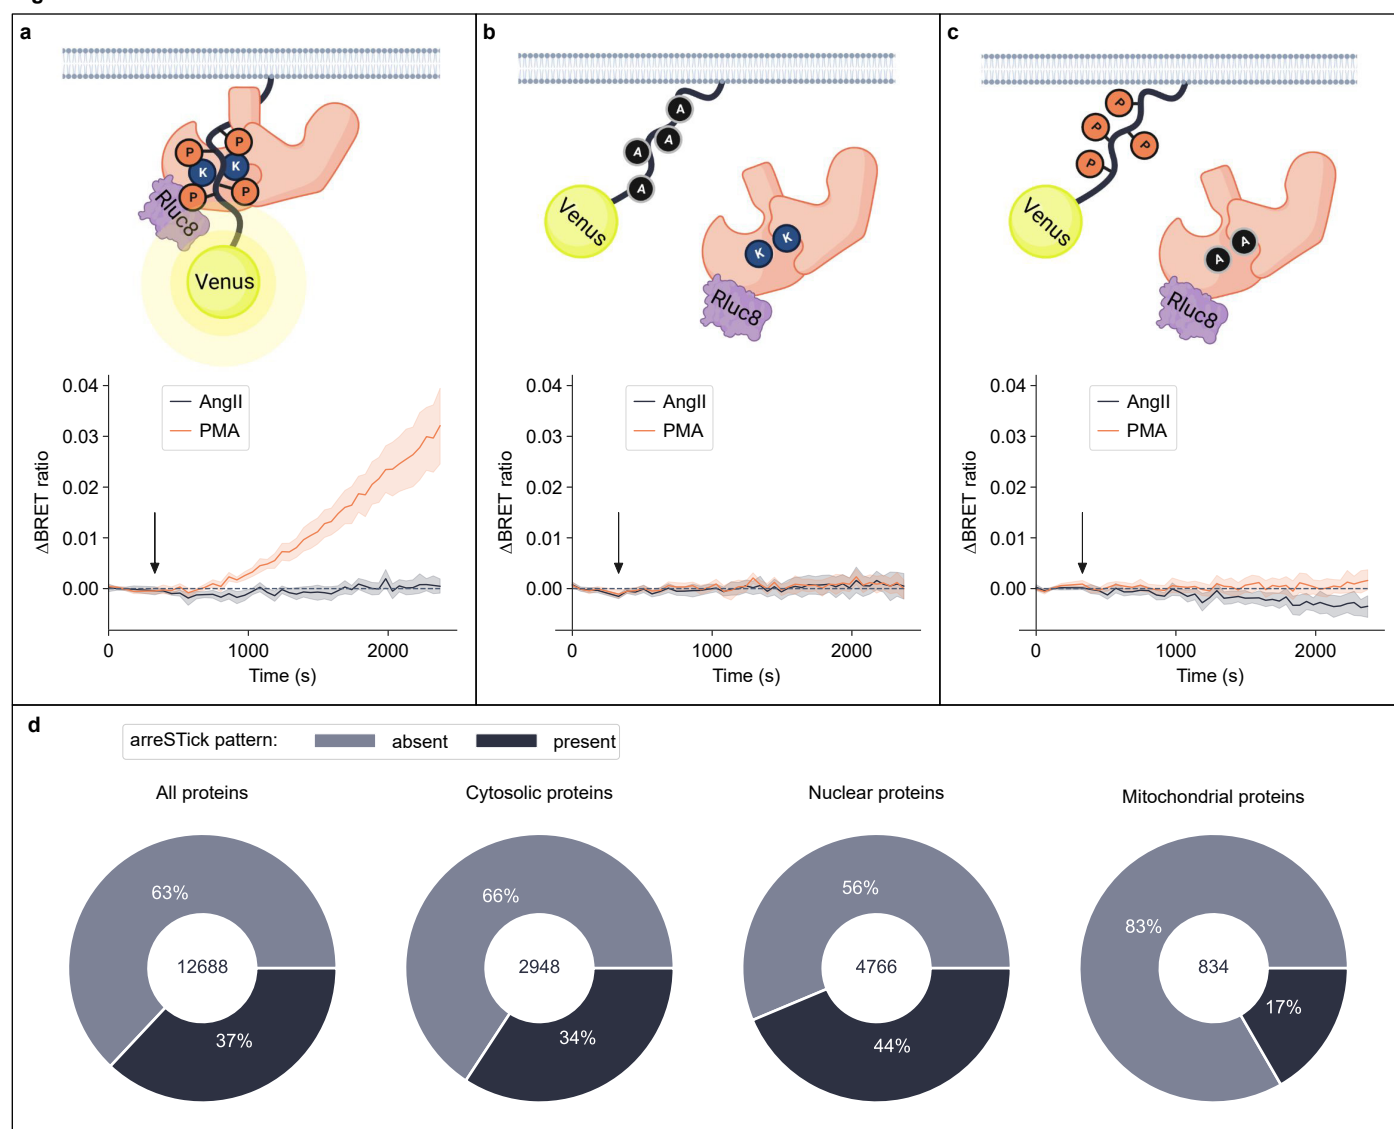 a
P
P
K
K
P
P
Rluc8
Venus
0.04
0.03
0.02
0.01
0.00
ΔBRET ratio
AngII
PMA
0
1000
2000
Time (s)
b
A
A
A
A
Venus
K
K
Rluc8
0.04
0.03
0.02
0.01
0.00
ΔBRET ratio
AngII
PMA
0
1000
2000
Time (s)
c
P
P
P
P
Venus
A
A
Rluc8
0.04
0.03
0.02
0.01
0.00
ΔBRET ratio
AngII
PMA
0
1000
2000
Time (s)
d
arreSTick pattern:
absent
present
All proteins
63%
12688
37%
Cytosolic proteins
66%
2948
34%
Nuclear proteins
56%
4766
44%
Mitochondrial proteins
83%
834
17%